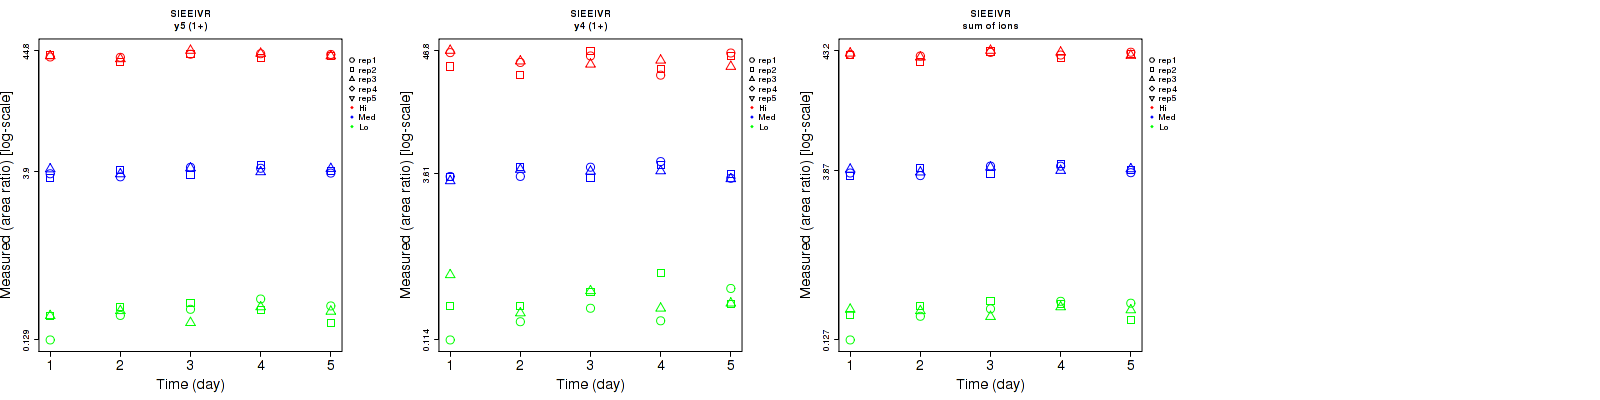 SIEEIVR
y5 (1+)
Measured (area ratio) [log-scale]
44.8
3.9
0.129
1 2 3 4 5
Time (day)
rep1
rep2
rep3
rep4
rep5
Hi
Med
Lo
SIEEIVR
y4 (1+)
Measured (area ratio) [log-scale]
46.8
3.61
0.114
1 2 3 4 5
Time (day)
rep1
rep2
rep3
rep4
rep5
Hi
Med
Lo
SIEEIVR
sum of ions
Measured (area ratio) [log-scale]
43.2
3.87
0.127
1 2 3 4 5
Time (day)
rep1
rep2
rep3
rep4
rep5
Hi
Med
Lo